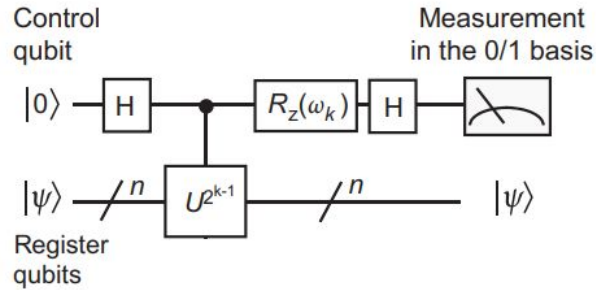 Control
qubit
Measurement
in the 0/1 basis
|0⟩
H
R_z(ω_k)
H
|ψ⟩
n
U^{2^{k-1}}
n
|ψ⟩
Register
qubits